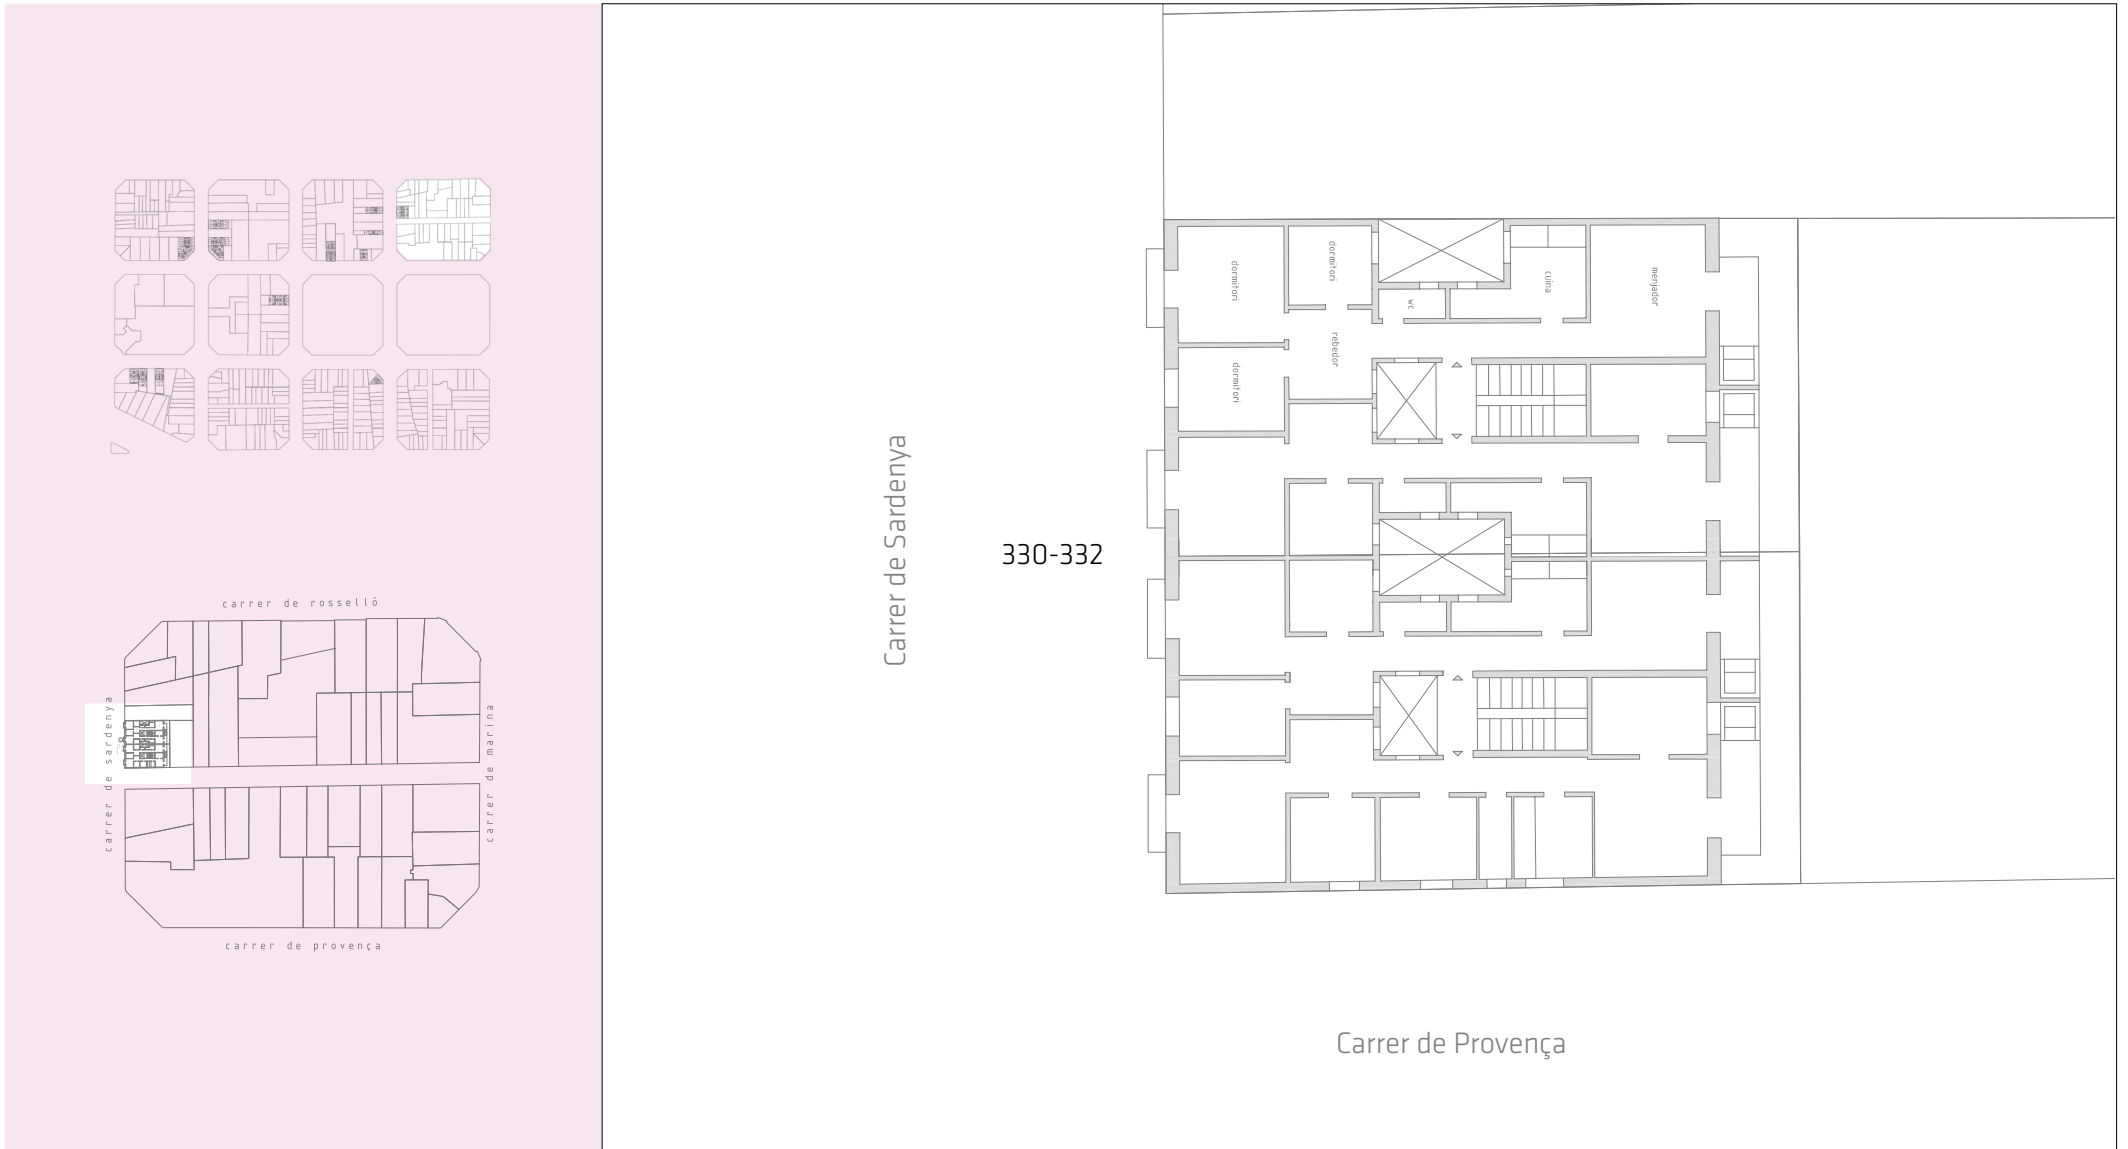 carrer de rosselló
carrer de sardenya
carrer de marina
carrer de provença
Carrer de Sardenya
330-332
dormitori
dormitori
wc
cuina
menjador
rebedor
dormitori
Carrer de Provença